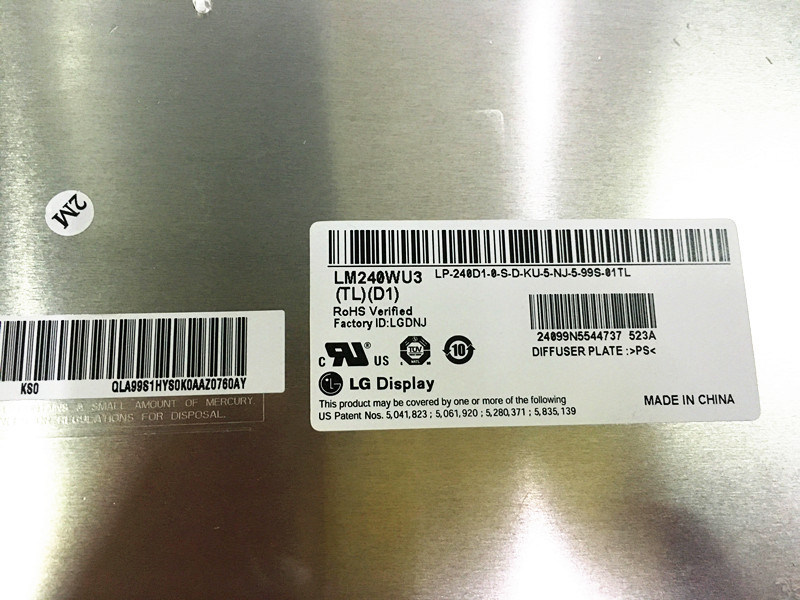 2M
LM240WU3 LP-240D1-0-S-D-KU-5-NJ-5-99S-01TL
(TL)(D1)
RoHS Verified
Factory ID:LGDNJ
24099N5544737 523A
DIFFUSER PLATE :>PS<
c RU ® US 10
LG Display
This product may be covered by one or more of the following
US Patent Nos. 5,041,823 ; 5,061,920 ; 5,280,371 ; 5,835,139
MADE IN CHINA
KS0 QLA99S1HYS0K0AAZ0760AY
A SMALL AMOUNT OF MERCURY.
REGULATIONS FOR DISPOSAL.